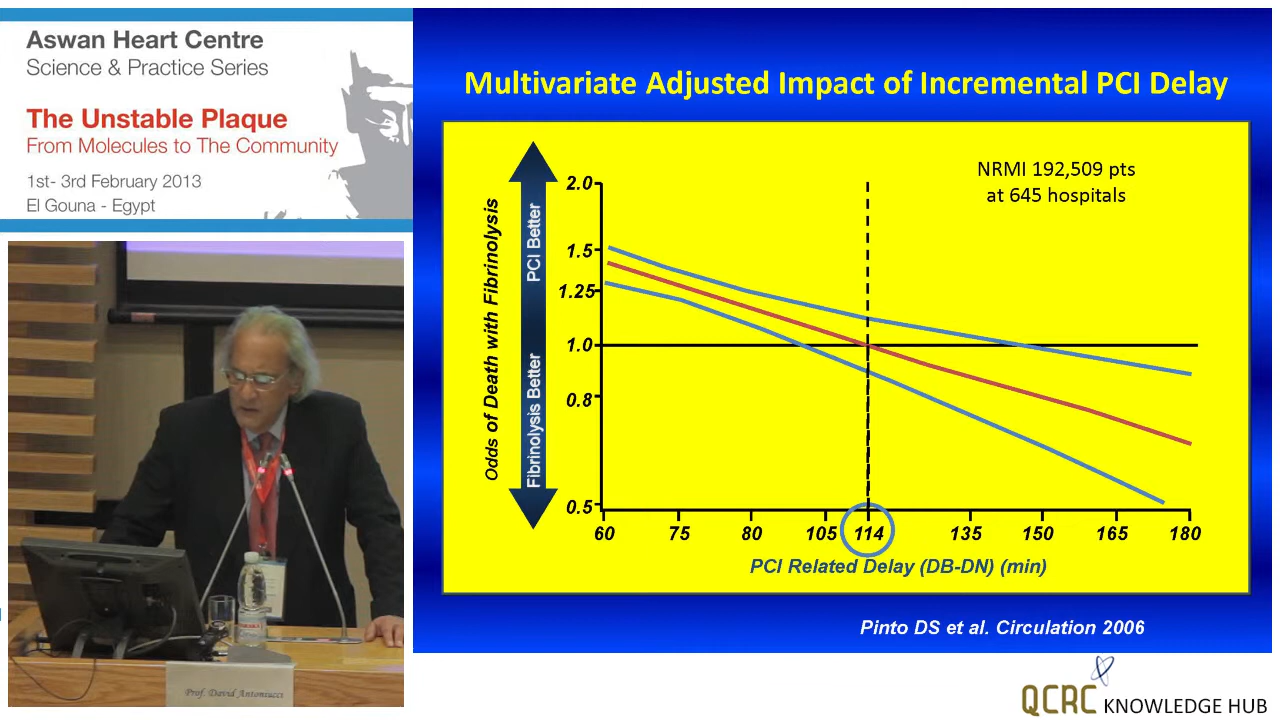 Aswan Heart Centre
Science & Practice Series
The Unstable Plaque
From Molecules to The Community
1st- 3rd February 2013
El Gouna - Egypt
Prof. David Antoniucci
Multivariate Adjusted Impact of Incremental PCI Delay
NRMI 192,509 pts
at 645 hospitals
Odds of Death with Fibrinolysis
PCI Better
Fibrinolysis Better
2.0
1.5
1.25
1.0
0.8
0.5
60 75 80 105 114 135 150 165 180
PCI Related Delay (DB-DN) (min)
Pinto DS et al. Circulation 2006
QCRC KNOWLEDGE HUB